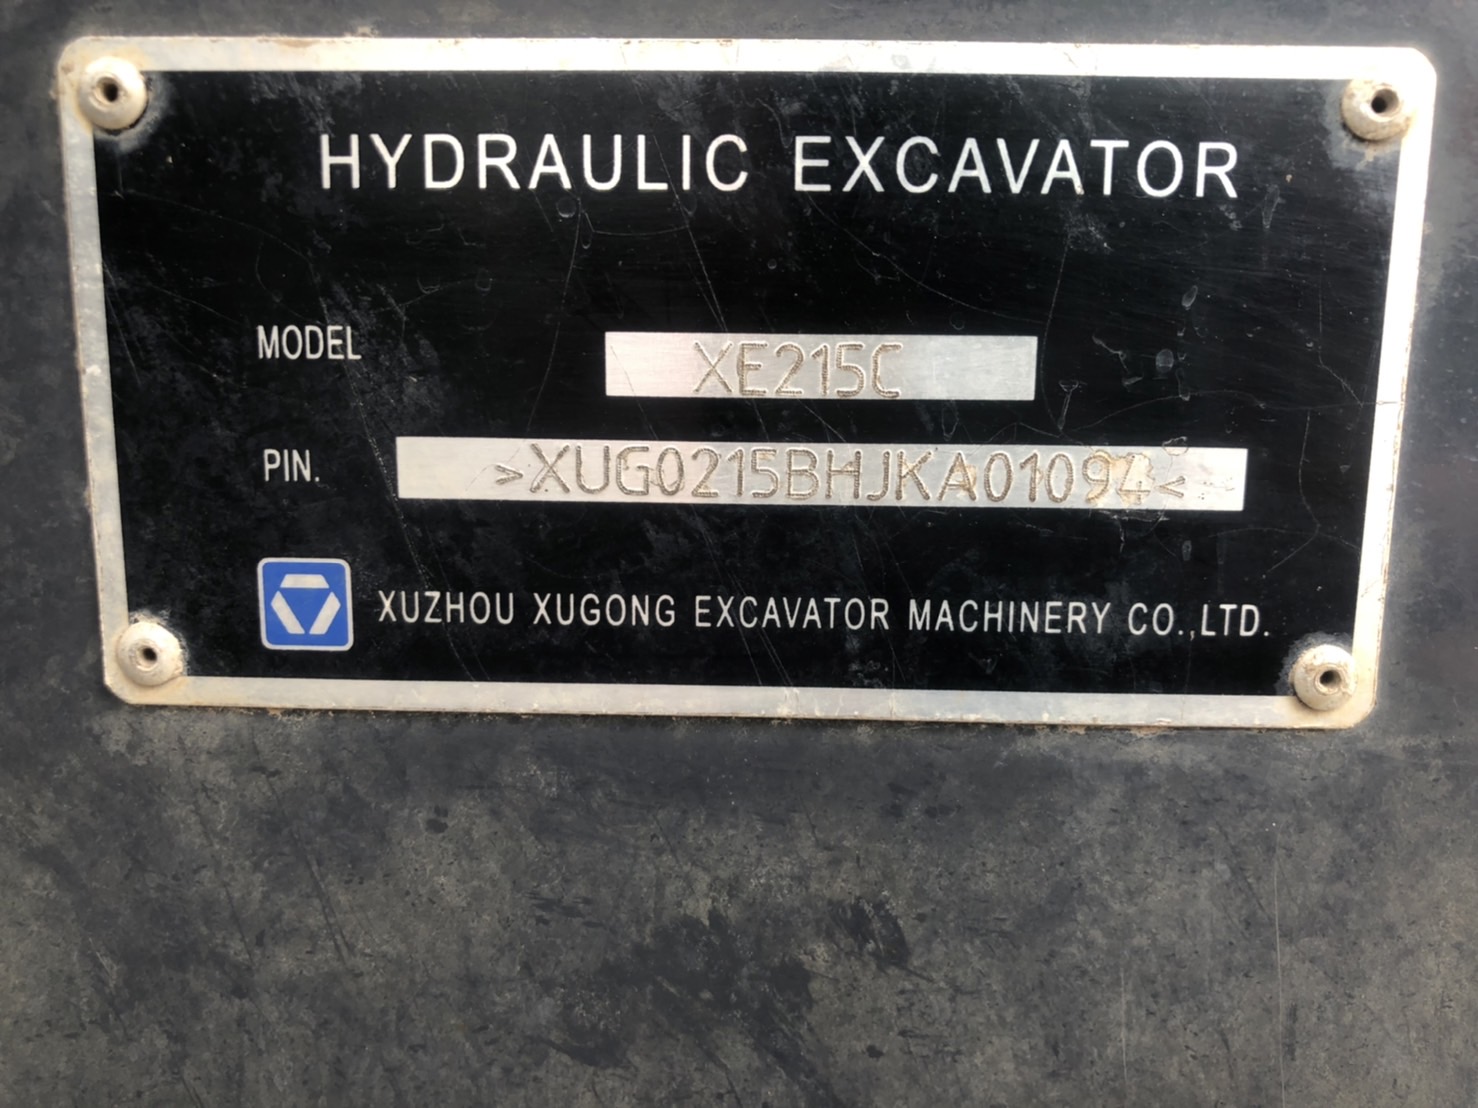 HYDRAULIC EXCAVATOR
MODEL XE215C
PIN. >XUG0215BHJKA01094<
XUZHOU XUGONG EXCAVATOR MACHINERY CO.,LTD.